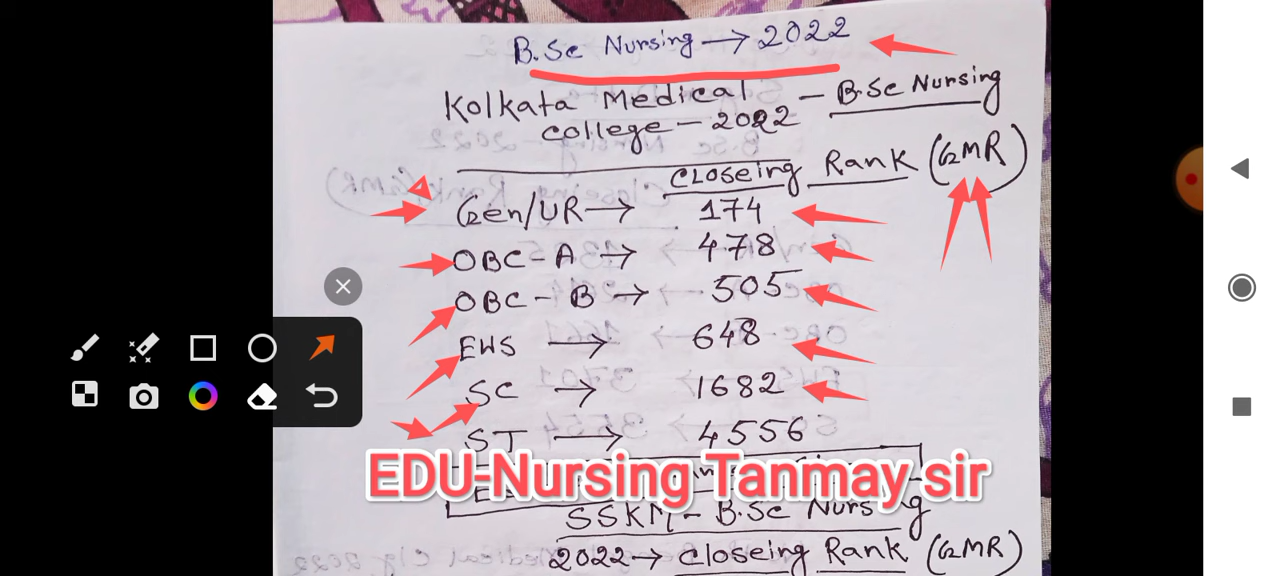 B.Sc Nursing → 2022
Kolkata Medical – B.Sc Nursing
college – 2022
CLOSeing Rank (GMR)
Gen/UR → 174
OBC - A → 478
OBC - B → 505
EWS → 648
SC → 1682
ST → 4556
EDU-Nursing Tanmay sir
SSKM - B.Sc Nursing
2022 → Closeing Rank (GMR)